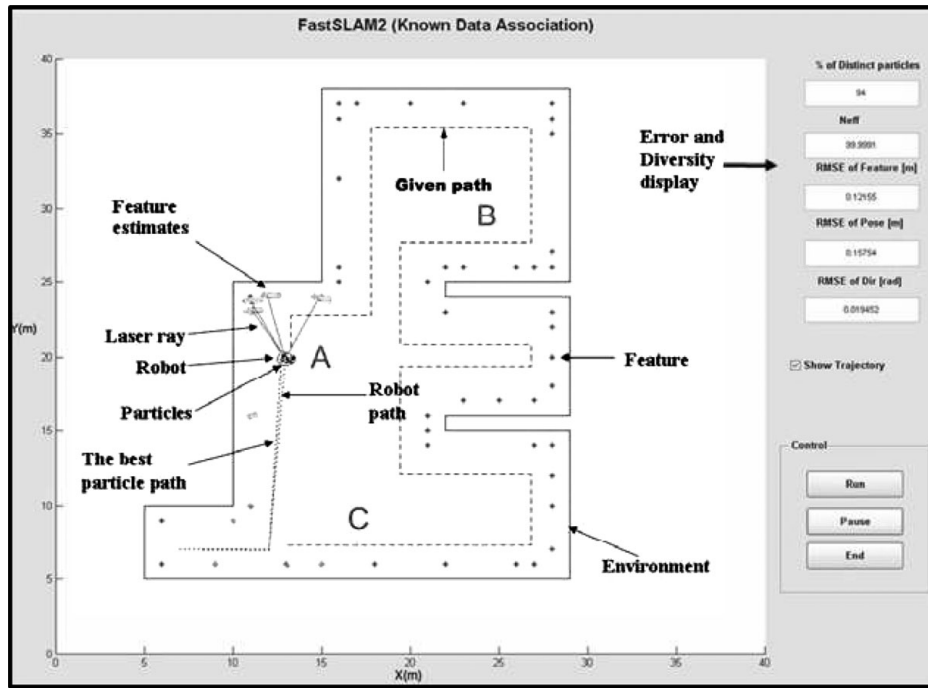 FastSLAM2 (Known Data Association)
40
35
30
25
Y(m)
20
15
10
5
0
0
5
10
15
20
25
30
35
40
X(m)
Given path
B
Feature
estimates
Laser ray
Robot
A
Particles
Robot
path
The best
particle path
C
Feature
Environment
Error and
Diversity
display
% of Distinct particles
94
Neff
99.9991
RMSE of Feature [m]
0.12155
RMSE of Pose [m]
0.15754
RMSE of Dir [rad]
0.019452
Show Trajectory
Control
Run
Pause
End